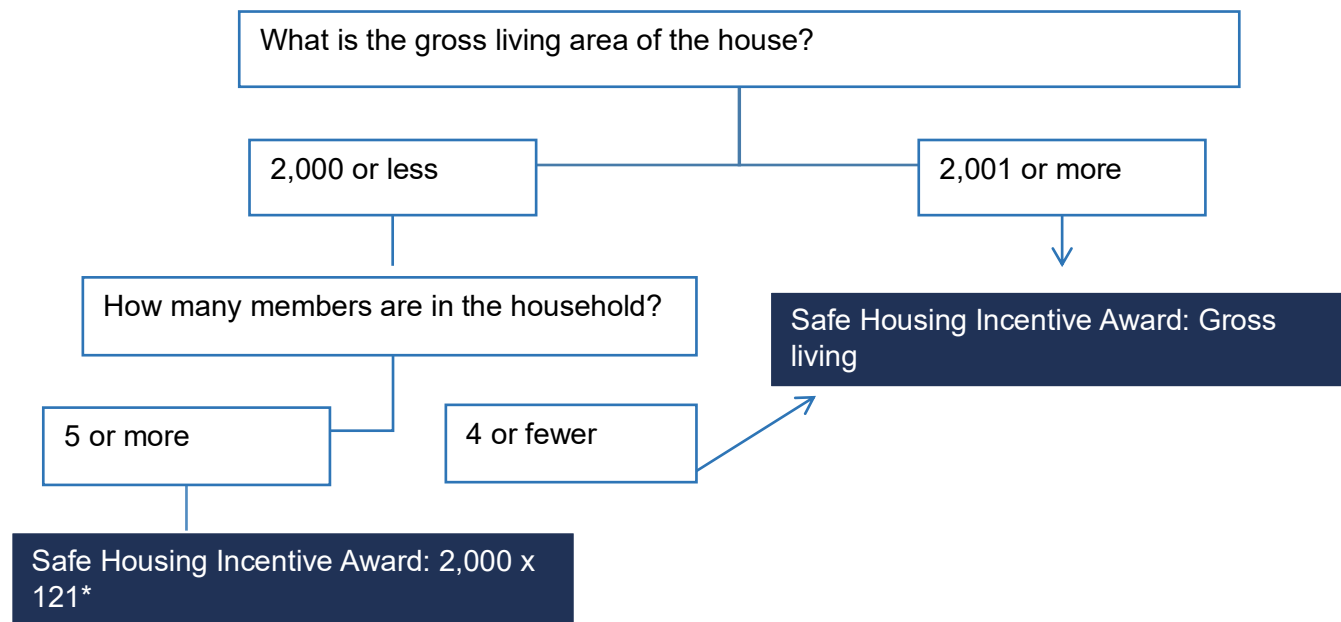 What is the gross living area of the house?
2,000 or less
2,001 or more
How many members are in the household?
Safe Housing Incentive Award: Gross
living
5 or more
4 or fewer
Safe Housing Incentive Award: 2,000 x
121*